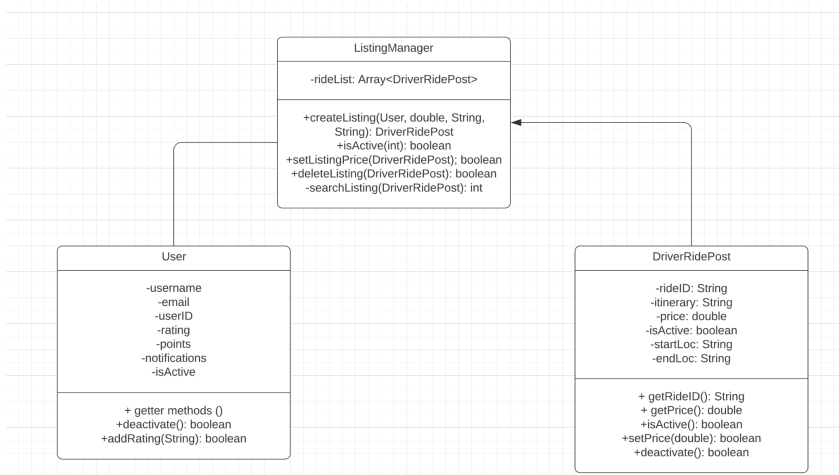 ListingManager
-rideList: Array<DriverRidePost>
+createListing(User, double, String,
String): DriverRidePost
+isActive(int): boolean
+setListingPrice(DriverRidePost); boolean
+deleteListing(DriverRidePost): boolean
-searchListing(DriverRidePost): int
User
-username
-email
-userID
-rating
-points
-notifications
-isActive
+ getter methods ()
+deactivate(): boolean
+addRating(String): boolean
DriverRidePost
-rideID: String
-itinerary: String
-price: double
-isActive: boolean
-startLoc: String
-endLoc: String
+ getRideID(): String
+ getPrice(): double
+isActive(): boolean
+setPrice(double): boolean
+deactivate(): boolean